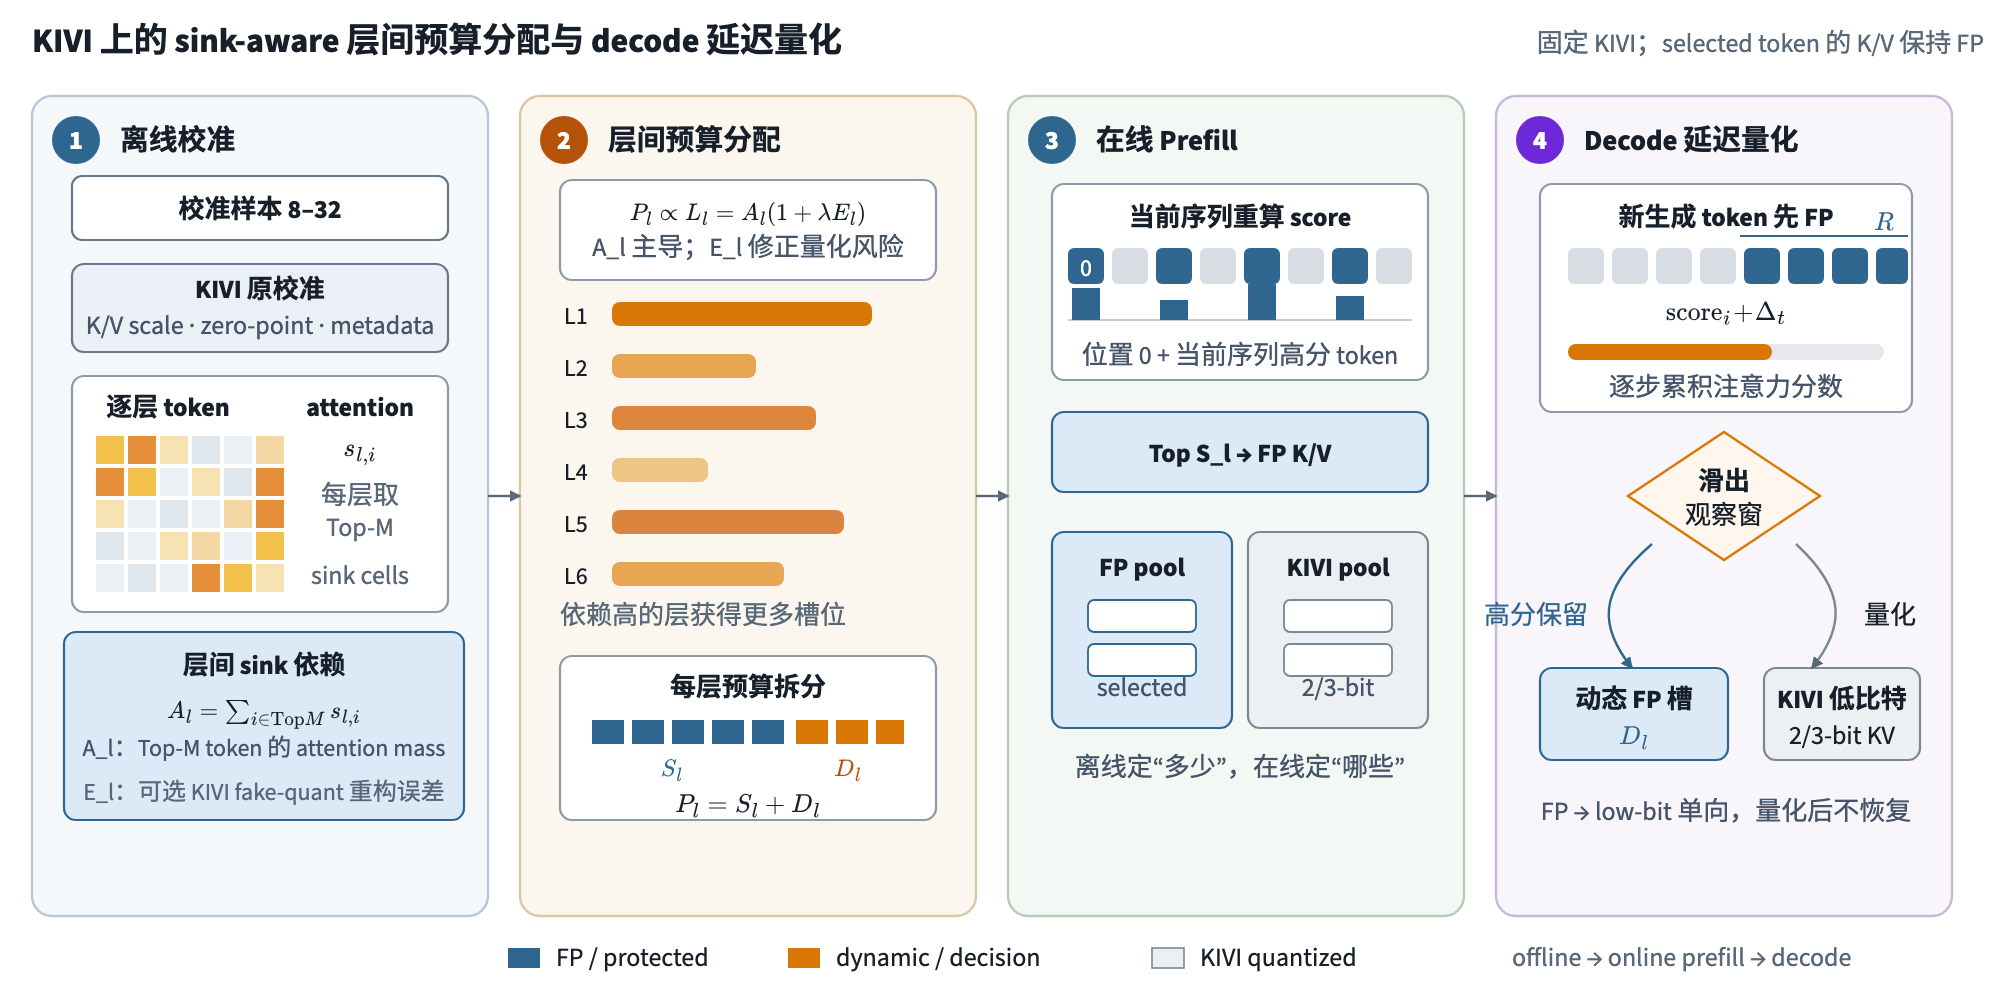 KIVI 上的 sink-aware 层间预算分配与 decode 延迟量化
固定 KIVI；selected token 的 K/V 保持 FP
1 离线校准
校准样本 8–32
KIVI 原校准
K/V scale · zero-point · metadata
逐层 token
attention
s_{l,i}
每层取
Top-M
sink cells
层间 sink 依赖
A_l = ∑_{i∈TopM} s_{l,i}
A_l：Top-M token 的 attention mass
E_l：可选 KIVI fake-quant 重构误差
2 层间预算分配
P_l ∝ L_l = A_l(1 + λE_l)
A_l 主导；E_l 修正量化风险
L1
L2
L3
L4
L5
L6
依赖高的层获得更多槽位
每层预算拆分
S_l
D_l
P_l = S_l + D_l
3 在线 Prefill
当前序列重算 score
0
位置 0 + 当前序列高分 token
Top S_l → FP K/V
FP pool
selected
KIVI pool
2/3-bit
离线定“多少”，在线定“哪些”
4 Decode 延迟量化
新生成 token 先 FP
R
score_i+Δ_t
逐步累积注意力分数
滑出
观察窗
高分保留
量化
动态 FP 槽
D_l
KIVI 低比特
2/3-bit KV
FP → low-bit 单向，量化后不恢复
FP / protected
dynamic / decision
KIVI quantized
offline → online prefill → decode